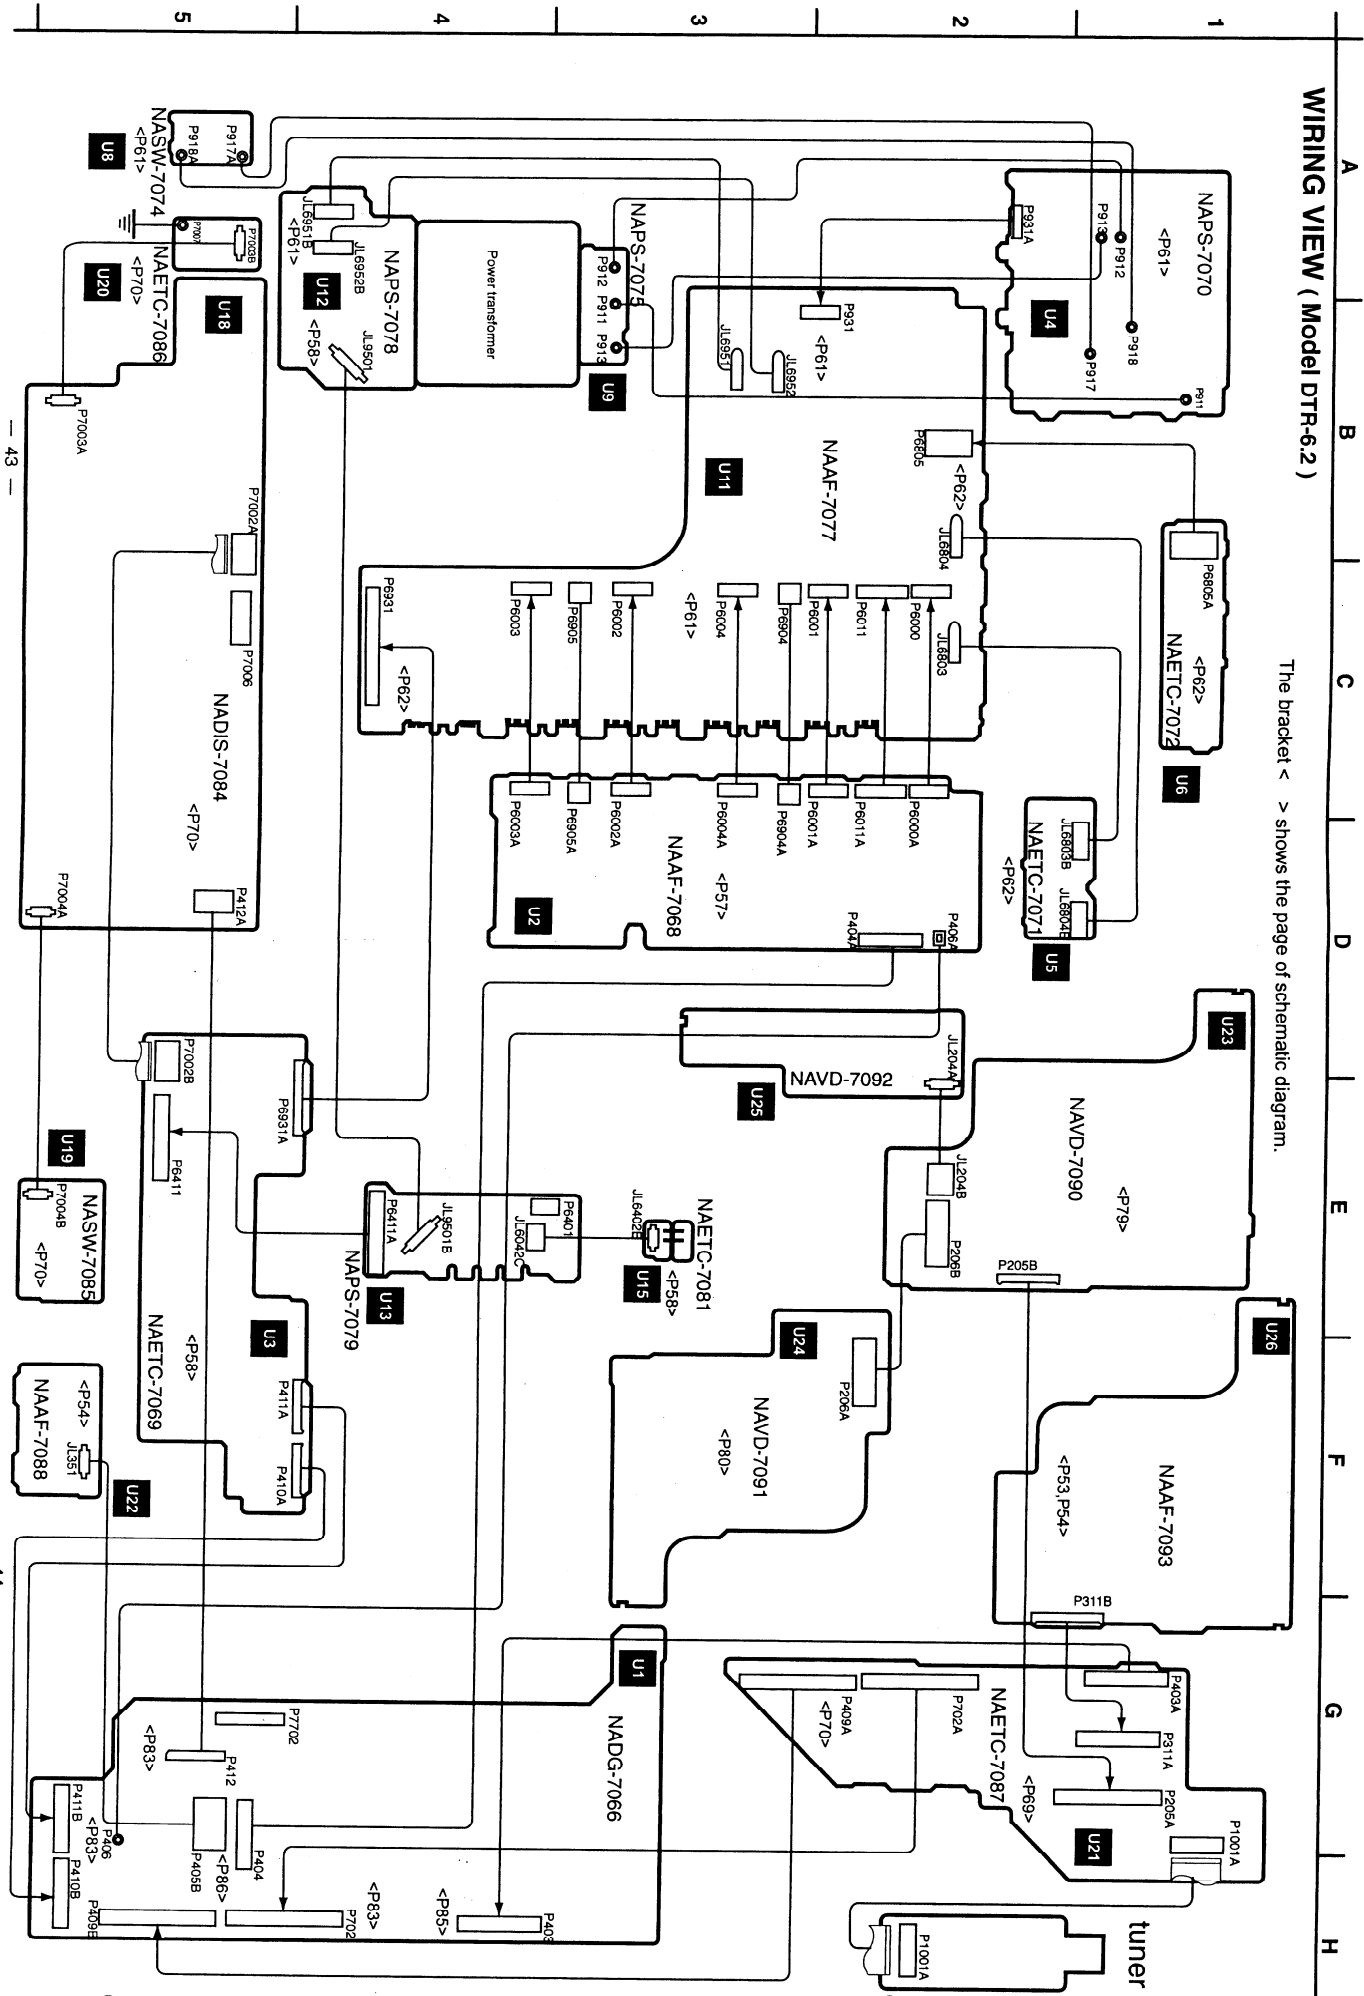 WIRING VIEW ( Model DTR-6.2 )
The bracket <   > shows the page of schematic diagram.
A
B
C
D
E
F
G
H
1
2
3
4
5
NAPS-7070
<P61>
U4
P931A
P913
P912
P918
P917
P911
NAETC-7072
<P62>
P6805A
U6
NAETC-7071
<P62>
JL6803B
JL6804B
U5
U23
NAVD-7090
<P79>
JL204B
P206B
P205B
U26
NAAF-7093
<P53,P54>
P311B
NAETC-7087
<P69>
<P70>
P403A
P311A
P205A
P1001A
P702A
P409A
U21
tuner
P1001A
NAAF-7077
<P61>
<P62>
<P61>
<P62>
U11
P931
P6805
JL6804
JL6803
JL6952
JL6951
P6000
P6011
P6001
P6904
P6004
P6002
P6905
P6003
P6931
NAAF-7068
<P57>
U2
P6000A
P6011A
P6001A
P6904A
P6004A
P6002A
P6905A
P6003A
P406A
P404A
NAVD-7092
JL204A
U25
NAVD-7091
<P80>
U24
P206A
NAPS-7075
P912
P911
P913
U9
Power transformer
NAPS-7078
<P61>
<P58>
U12
JL6951B
JL6952B
JL9501
NAETC-7081
<P58>
JL6402B
U15
NAPS-7079
U13
P6401
JL6042C
JL9501B
P6411A
U1
NADG-7066
P7702
P412
<P83>
P404
P405B
<P86>
P406
<P83>
P411B
P410B
P409B
P702
<P83>
<P85>
P403
NASW-7074
<P61>
P917A
P918A
U8
NAETC-7086
<P70>
P7003B
P7007
U20
U18
NADIS-7084
<P70>
P7003A
P7002A
P7006
P412A
P7004A
NAETC-7069
<P58>
U3
P7002B
P6931A
P6411
P411A
P410A
NASW-7085
<P70>
P7004B
U19
NAAF-7088
<P54>
JL351
U22
— 43 —